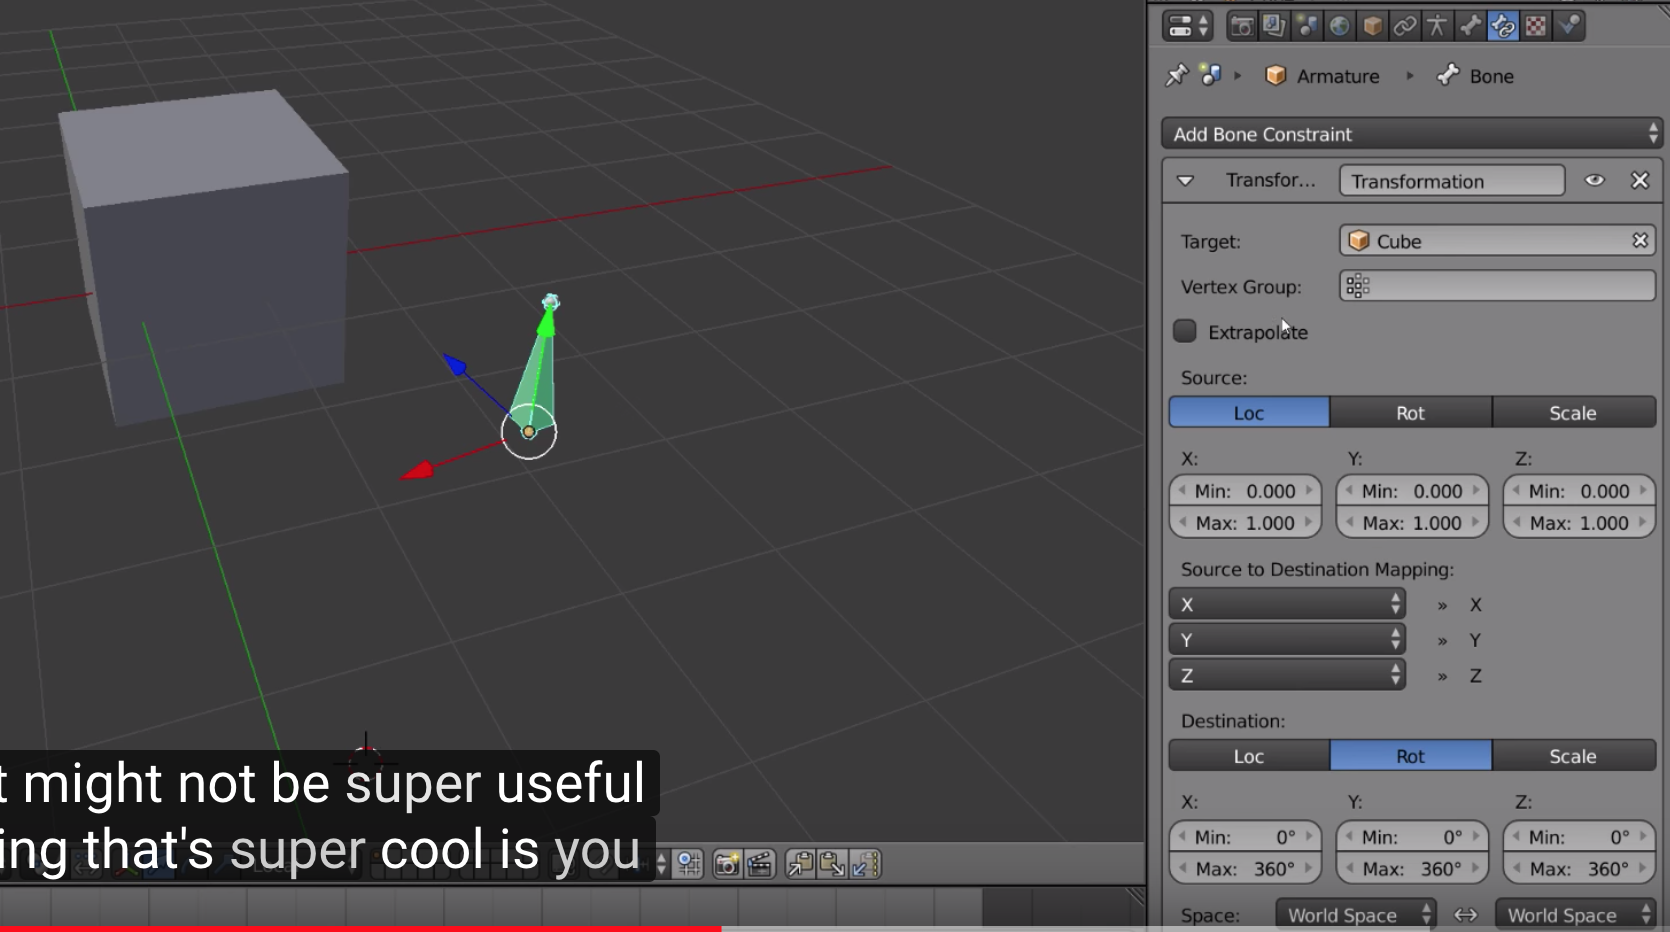 Armature
Bone
Add Bone Constraint
Transfor...
Transformation
Target:
Cube
Vertex Group:
Extrapolate
Source:
Loc
Rot
Scale
X:
Y:
Z:
Min: 0.000
Min: 0.000
Min: 0.000
Max: 1.000
Max: 1.000
Max: 1.000
Source to Destination Mapping:
X » X
Y » Y
Z » Z
Destination:
Loc
Rot
Scale
X:
Y:
Z:
Min: 0°
Min: 0°
Min: 0°
Max: 360°
Max: 360°
Max: 360°
Space:
World Space
World Space
t might not be super useful
ing that's super cool is you